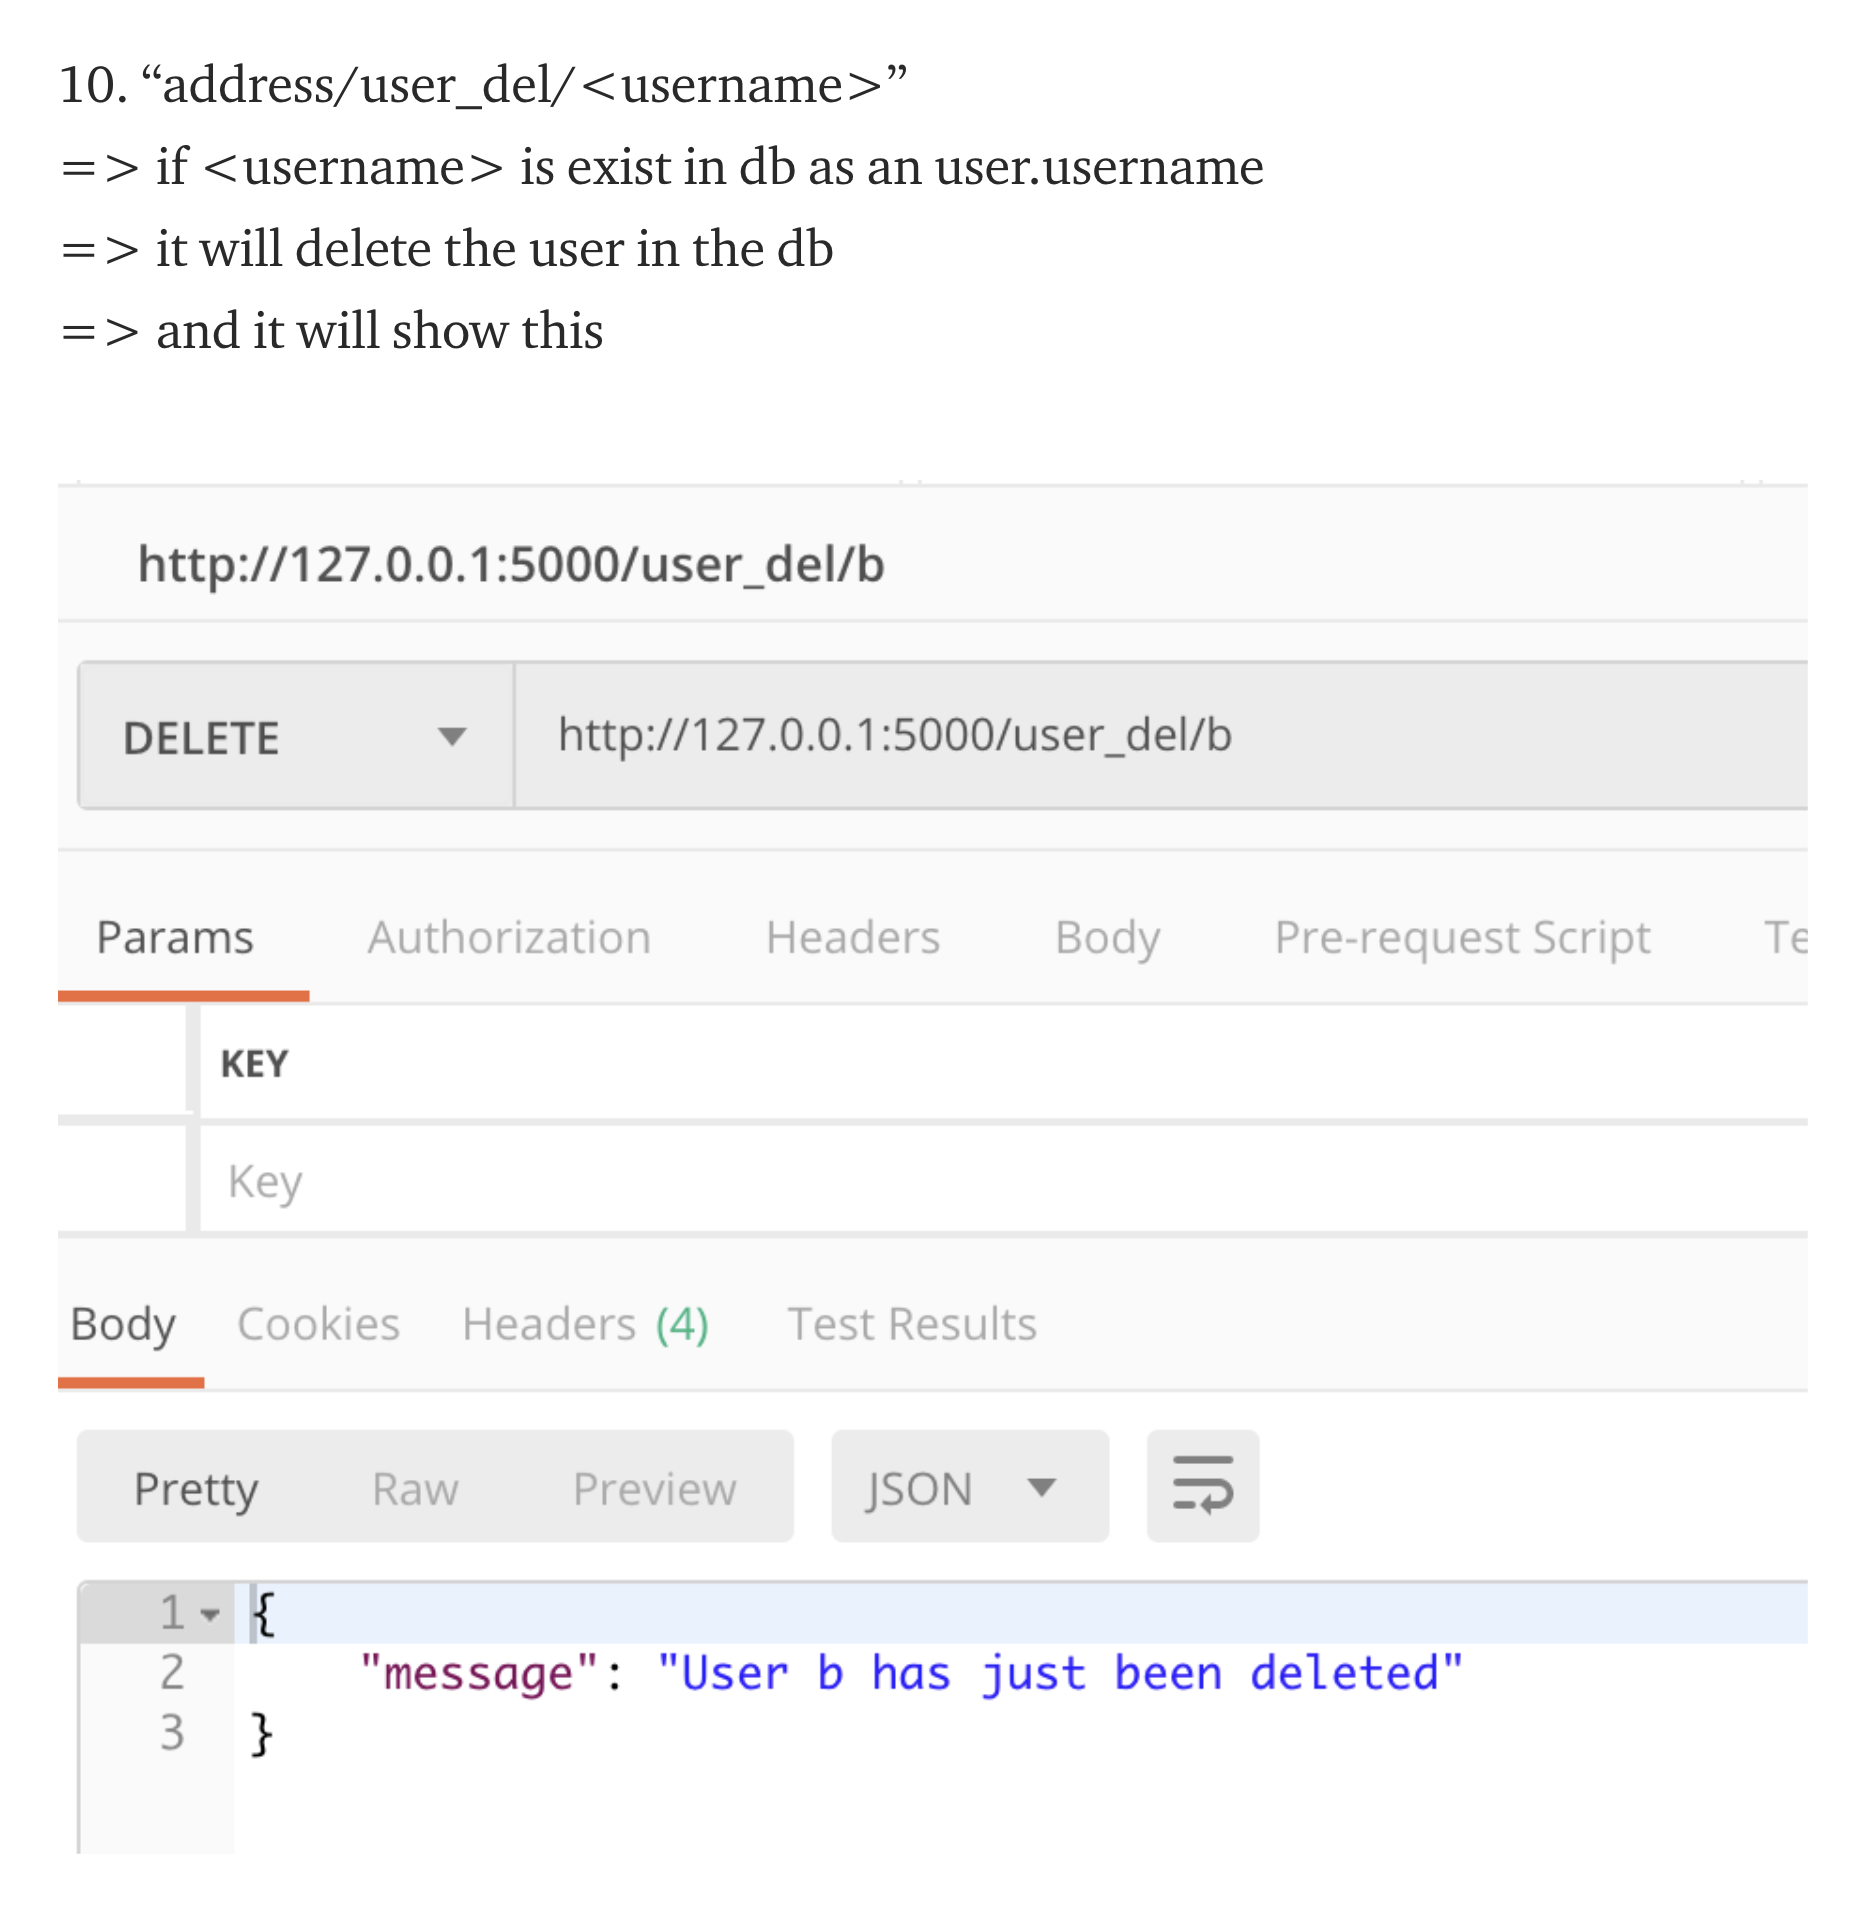 10. “address/user_del/<username>”
=> if <username> is exist in db as an user.username
=> it will delete the user in the db
=> and it will show this
http://127.0.0.1:5000/user_del/b
DELETE http://127.0.0.1:5000/user_del/b
Params Authorization Headers Body Pre-request Script Te
KEY
Key
Body Cookies Headers (4) Test Results
Pretty Raw Preview JSON
1 {
2 "message": "User b has just been deleted"
3 }